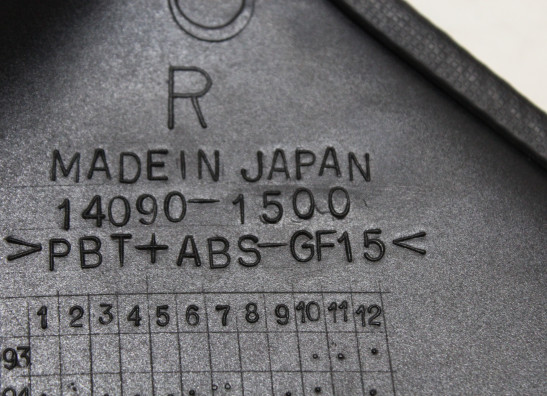 R
MADE IN JAPAN
14090-1500
>PBT+ABS-GF15<
1 2 3 4 5 6 7 8 9 10 11 12
93